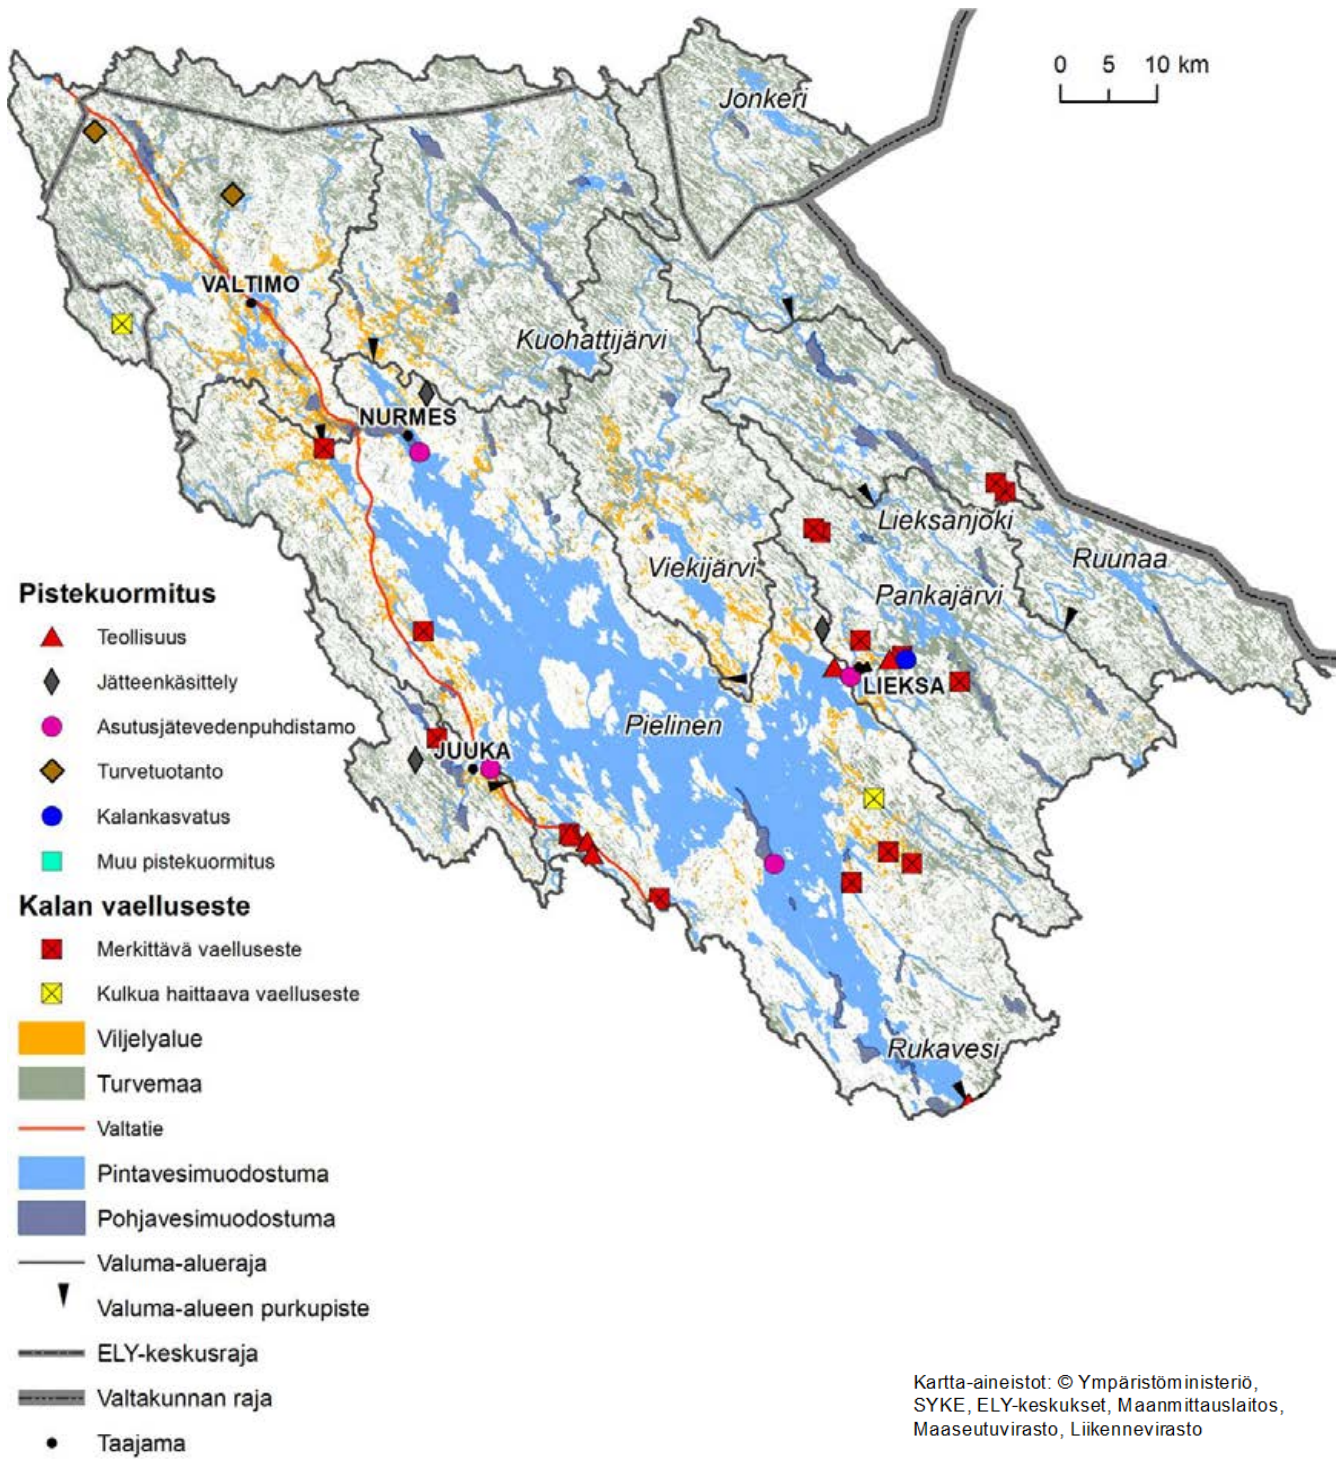 0 5 10 km
Jonkeri
VALTIMO
Kuohattijärvi
NURMES
Lieksanjoki
Ruunaa
Viekijärvi
Pankajärvi
LIEKSA
Pielinen
JUUKA
Rukavesi
Pistekuormitus
Teollisuus
Jätteenkäsittely
Asutusjätevedenpuhdistamo
Turvetuotanto
Kalankasvatus
Muu pistekuormitus
Kalan vaelluseste
Merkittävä vaelluseste
Kulkua haittaava vaelluseste
Viljelyalue
Turvemaa
Valtatie
Pintavesimuodostuma
Pohjavesimuodostuma
Valuma-alueraja
Valuma-alueen purkupiste
ELY-keskusraja
Valtakunnan raja
Taajama
Kartta-aineistot: © Ympäristöministeriö,
SYKE, ELY-keskukset, Maanmittauslaitos,
Maaseutuvirasto, Liikennevirasto